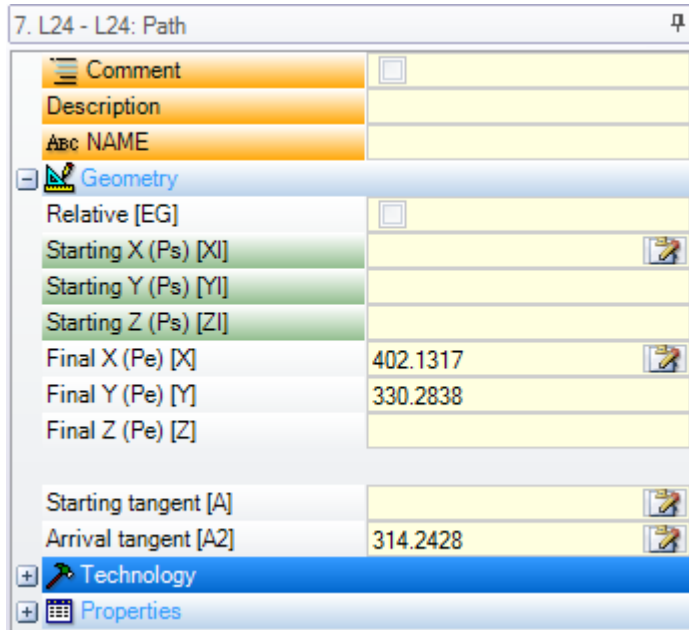 7. L24 - L24: Path
Comment
Description
ABC NAME
Geometry
Relative [EG]
Starting X (Ps) [XI]
Starting Y (Ps) [YI]
Starting Z (Ps) [ZI]
Final X (Pe) [X] 402.1317
Final Y (Pe) [Y] 330.2838
Final Z (Pe) [Z]
Starting tangent [A]
Arrival tangent [A2] 314.2428
Technology
Properties